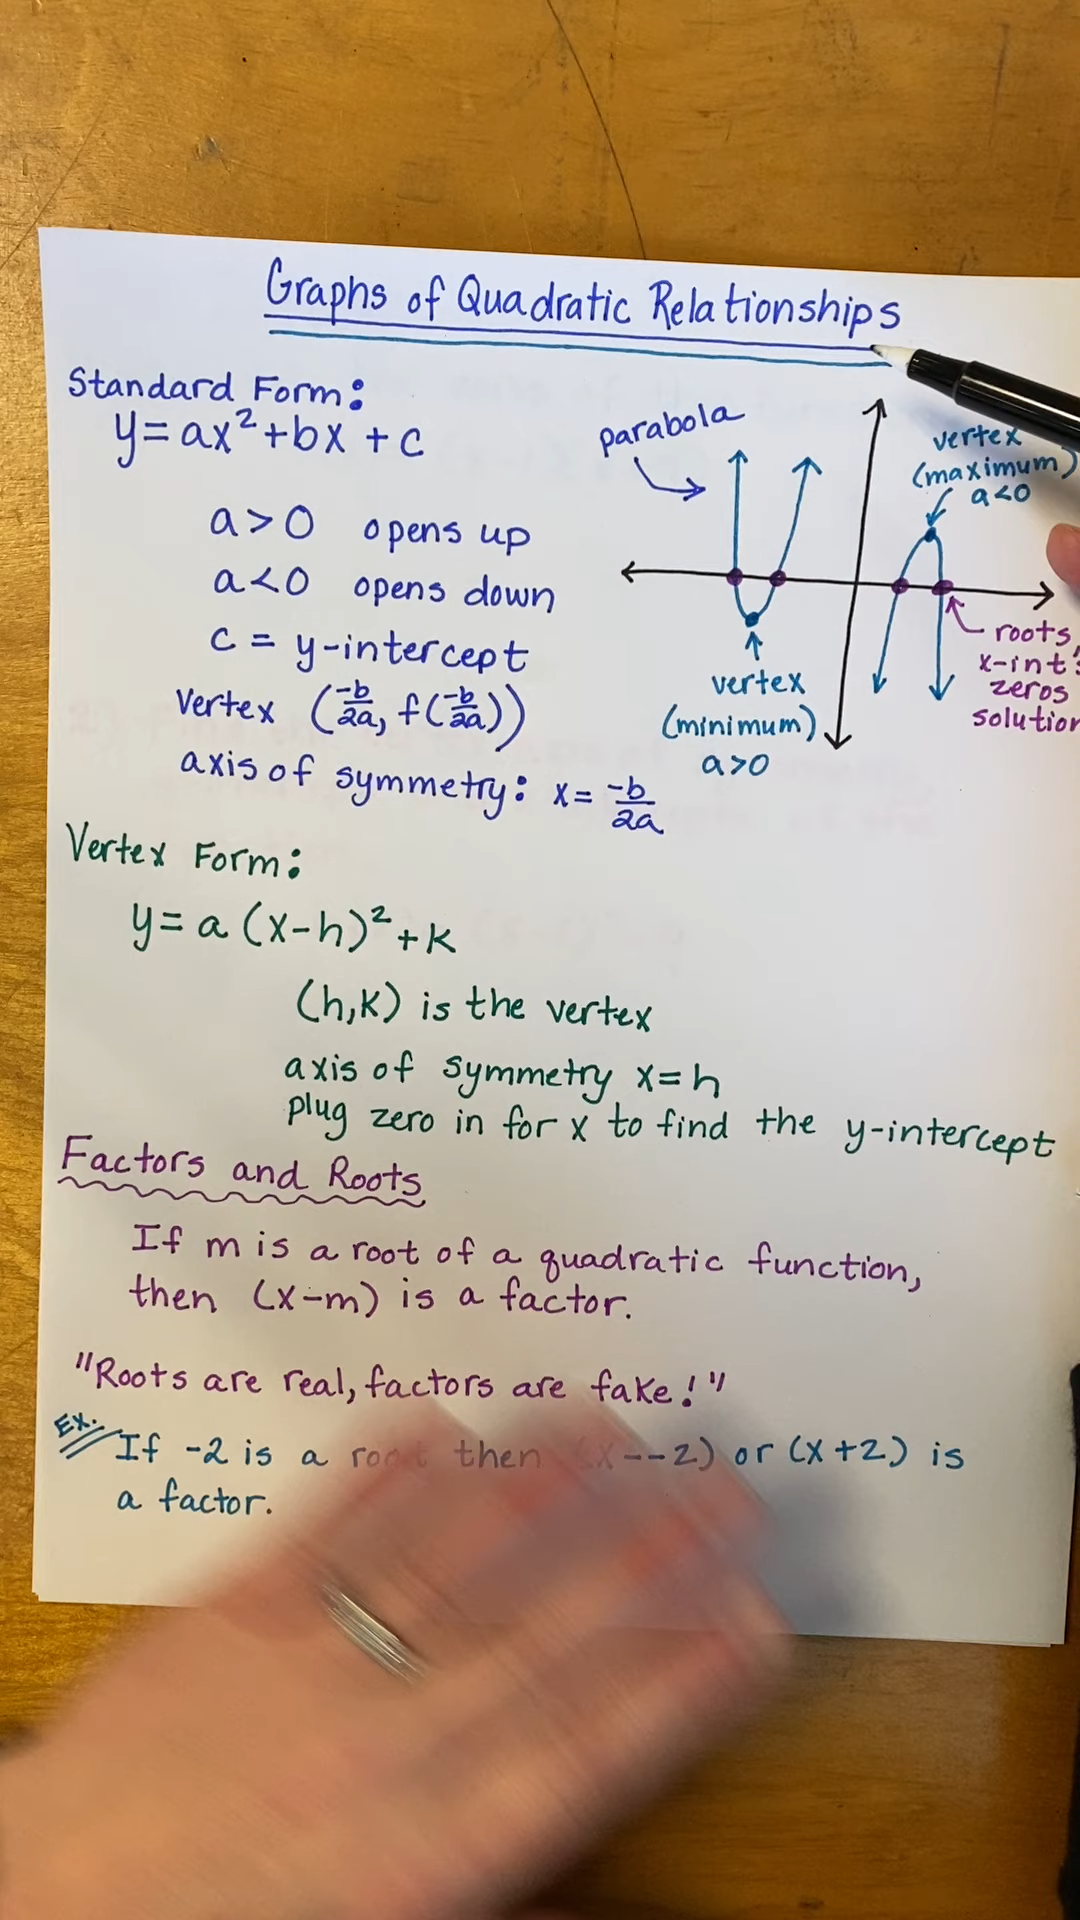 Graphs of Quadratic Relationships
Standard Form:
y=ax²+bx+c
a>0 opens up
a<0 opens down
c = y-intercept
Vertex (-b/2a, f(-b/2a))
axis of symmetry: x= -b/2a
parabola
vertex
(minimum)
a>0
vertex
(maximum)
a<0
roots,
x-int
zeros
solution
Vertex Form:
y=a(x-h)²+k
(h,k) is the vertex
axis of symmetry x=h
plug zero in for x to find the y-intercept
Factors and Roots
If m is a root of a quadratic function,
then (x-m) is a factor.
"Roots are real, factors are fake!"
Ex.
If -2 is a root then (x--2) or (x+2) is
a factor.